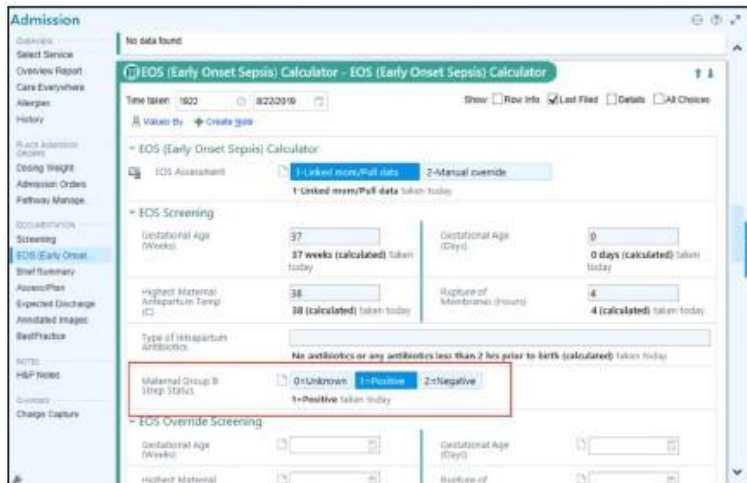 Admission
OVERVIEW
Select Service
Overview Report
Care Everywhere
Allergies
History
PLACE ADMISSION
ORDERS
Dosing Weight
Admission Orders
Pathway Manage.
DOCUMENTATION
Screening
EOS (Early Onset...
Brief Summary
Assess/Plan
Expected Discharge
Annotated Images
BestPractice
NOTES
H&P Notes
CHARGES
Charge Capture
No data found.
EOS (Early Onset Sepsis) Calculator - EOS (Early Onset Sepsis) Calculator
Time taken: 1922 8/22/2019 Show: Row Info Last Filed Details All Choices
Values By Create Note
EOS (Early Onset Sepsis) Calculator
EOS Assessment 1-Linked mom/Pull data 2-Manual override
1-Linked mom/Pull data taken today
EOS Screening
Gestational Age (Weeks) 37 Gestational Age (Days) 0
37 weeks (calculated) taken today 0 days (calculated) taken today
Highest Maternal Antepartum Temp (C) 38 Rupture of Membranes (Hours) 4
38 (calculated) taken today 4 (calculated) taken today
Type of Intrapartum Antibiotics
No antibiotics or any antibiotics less than 2 hrs prior to birth (calculated) taken today
Maternal Group B Strep Status 0=Unknown 1=Positive 2=Negative
1=Positive taken today
EOS Override Screening
Gestational Age (Weeks) Gestational Age (Days)
Highest Maternal Rupture of